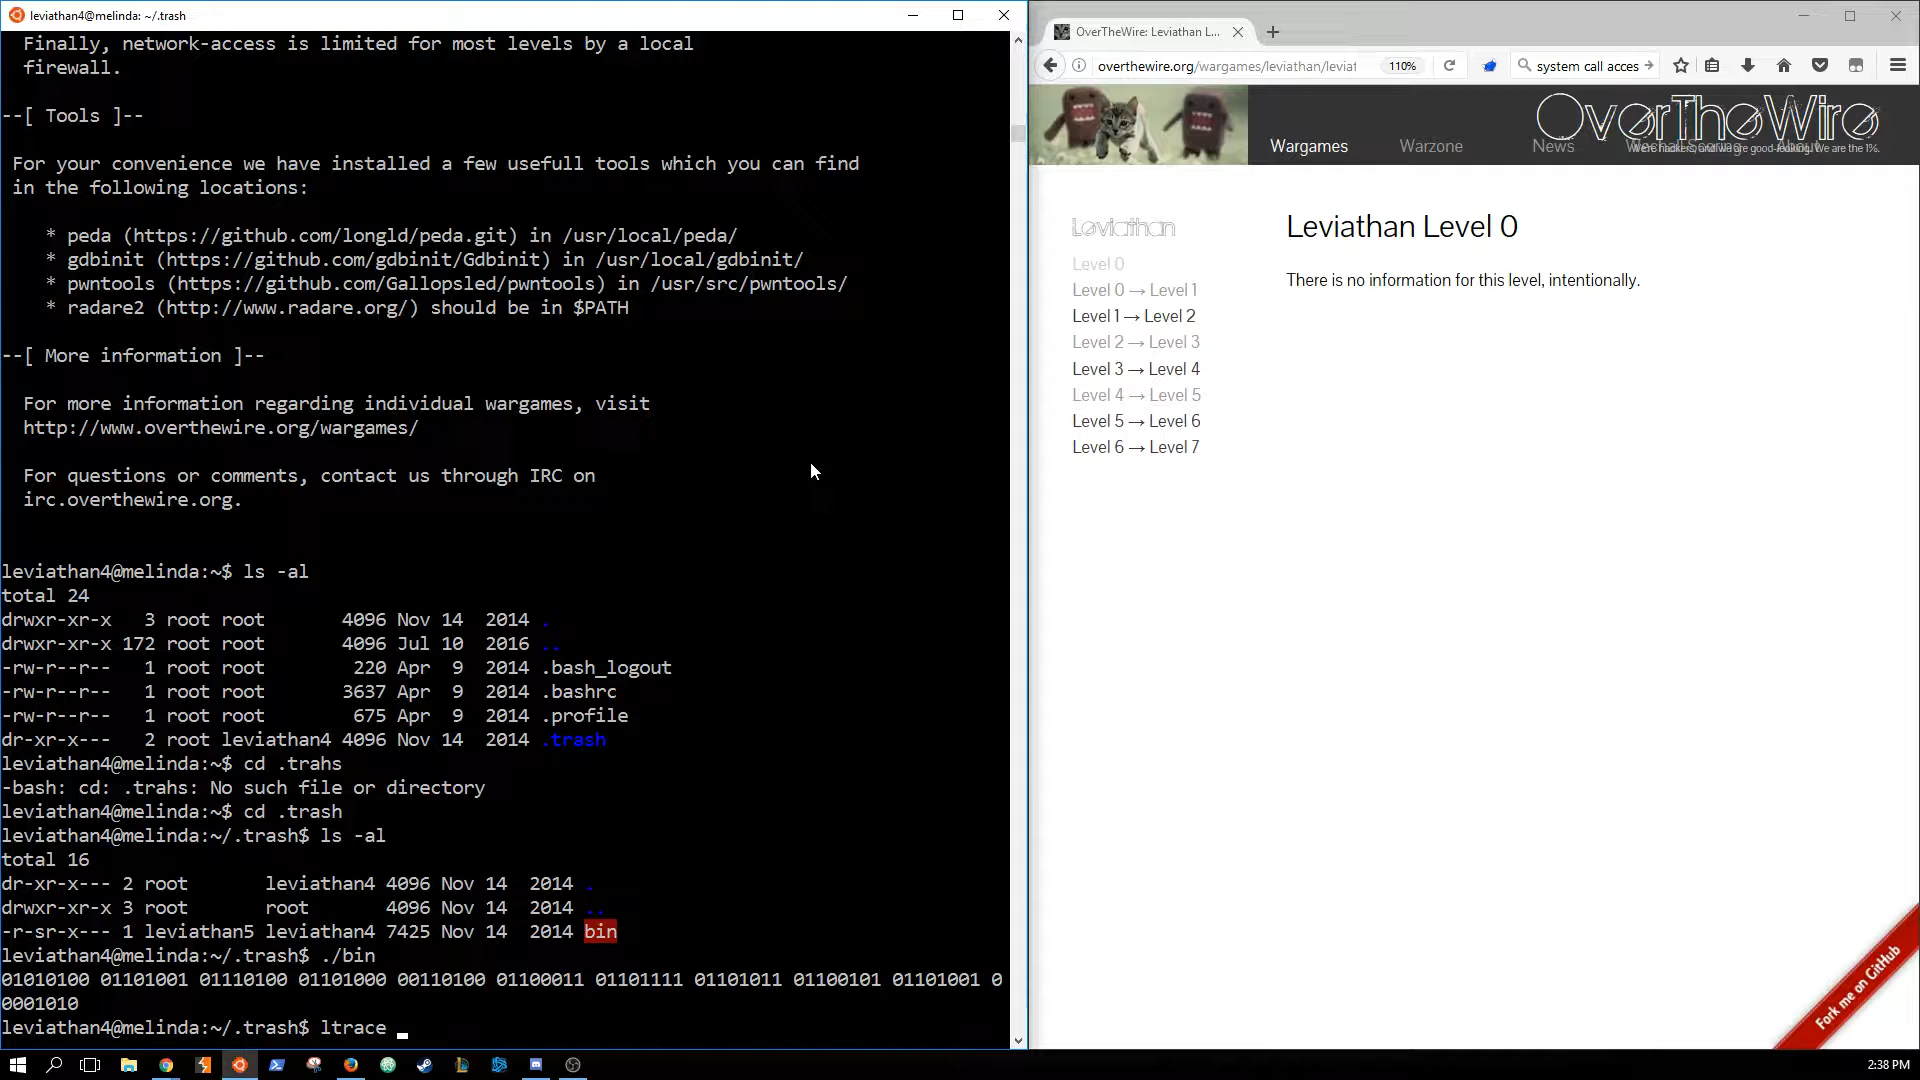 leviathan4@melinda: ~/.trash
Finally, network-access is limited for most levels by a local
firewall.
--[ Tools ]--
For your convenience we have installed a few usefull tools which you can find
in the following locations:
* peda (https://github.com/longld/peda.git) in /usr/local/peda/
* gdbinit (https://github.com/gdbinit/Gdbinit) in /usr/local/gdbinit/
* pwntools (https://github.com/Gallopsled/pwntools) in /usr/src/pwntools/
* radare2 (http://www.radare.org/) should be in $PATH
--[ More information ]--
For more information regarding individual wargames, visit
http://www.overthewire.org/wargames/
For questions or comments, contact us through IRC on
irc.overthewire.org.
leviathan4@melinda:~$ ls -al
total 24
drwxr-xr-x   3 root root       4096 Nov 14  2014 .
drwxr-xr-x 172 root root       4096 Jul 10  2016 ..
-rw-r--r--   1 root root        220 Apr  9  2014 .bash_logout
-rw-r--r--   1 root root       3637 Apr  9  2014 .bashrc
-rw-r--r--   1 root root        675 Apr  9  2014 .profile
dr-xr-x---   2 root leviathan4 4096 Nov 14  2014 .trash
leviathan4@melinda:~$ cd .trahs
-bash: cd: .trahs: No such file or directory
leviathan4@melinda:~$ cd .trash
leviathan4@melinda:~/.trash$ ls -al
total 16
dr-xr-x--- 2 root       leviathan4 4096 Nov 14  2014 .
drwxr-xr-x 3 root       root       4096 Nov 14  2014 ..
-r-sr-x--- 1 leviathan5 leviathan4 7425 Nov 14  2014 bin
leviathan4@melinda:~/.trash$ ./bin
01010100 01101001 01110100 01101000 00110100 01100011 01101111 01101011 01100101 01101001 0
0001010
leviathan4@melinda:~/.trash$ ltrace
OverTheWire: Leviathan L...
overthewire.org/wargames/leviathan/leviat
110%
system call acces
OverTheWire
We're hackers, and we are good-looking. We are the 1%.
Wargames
Warzone
News
Wechall Scoring
About
Leviathan
Level 0
Level 0 → Level 1
Level 1 → Level 2
Level 2 → Level 3
Level 3 → Level 4
Level 4 → Level 5
Level 5 → Level 6
Level 6 → Level 7
Leviathan Level 0
There is no information for this level, intentionally.
Fork me on GitHub
2:38 PM